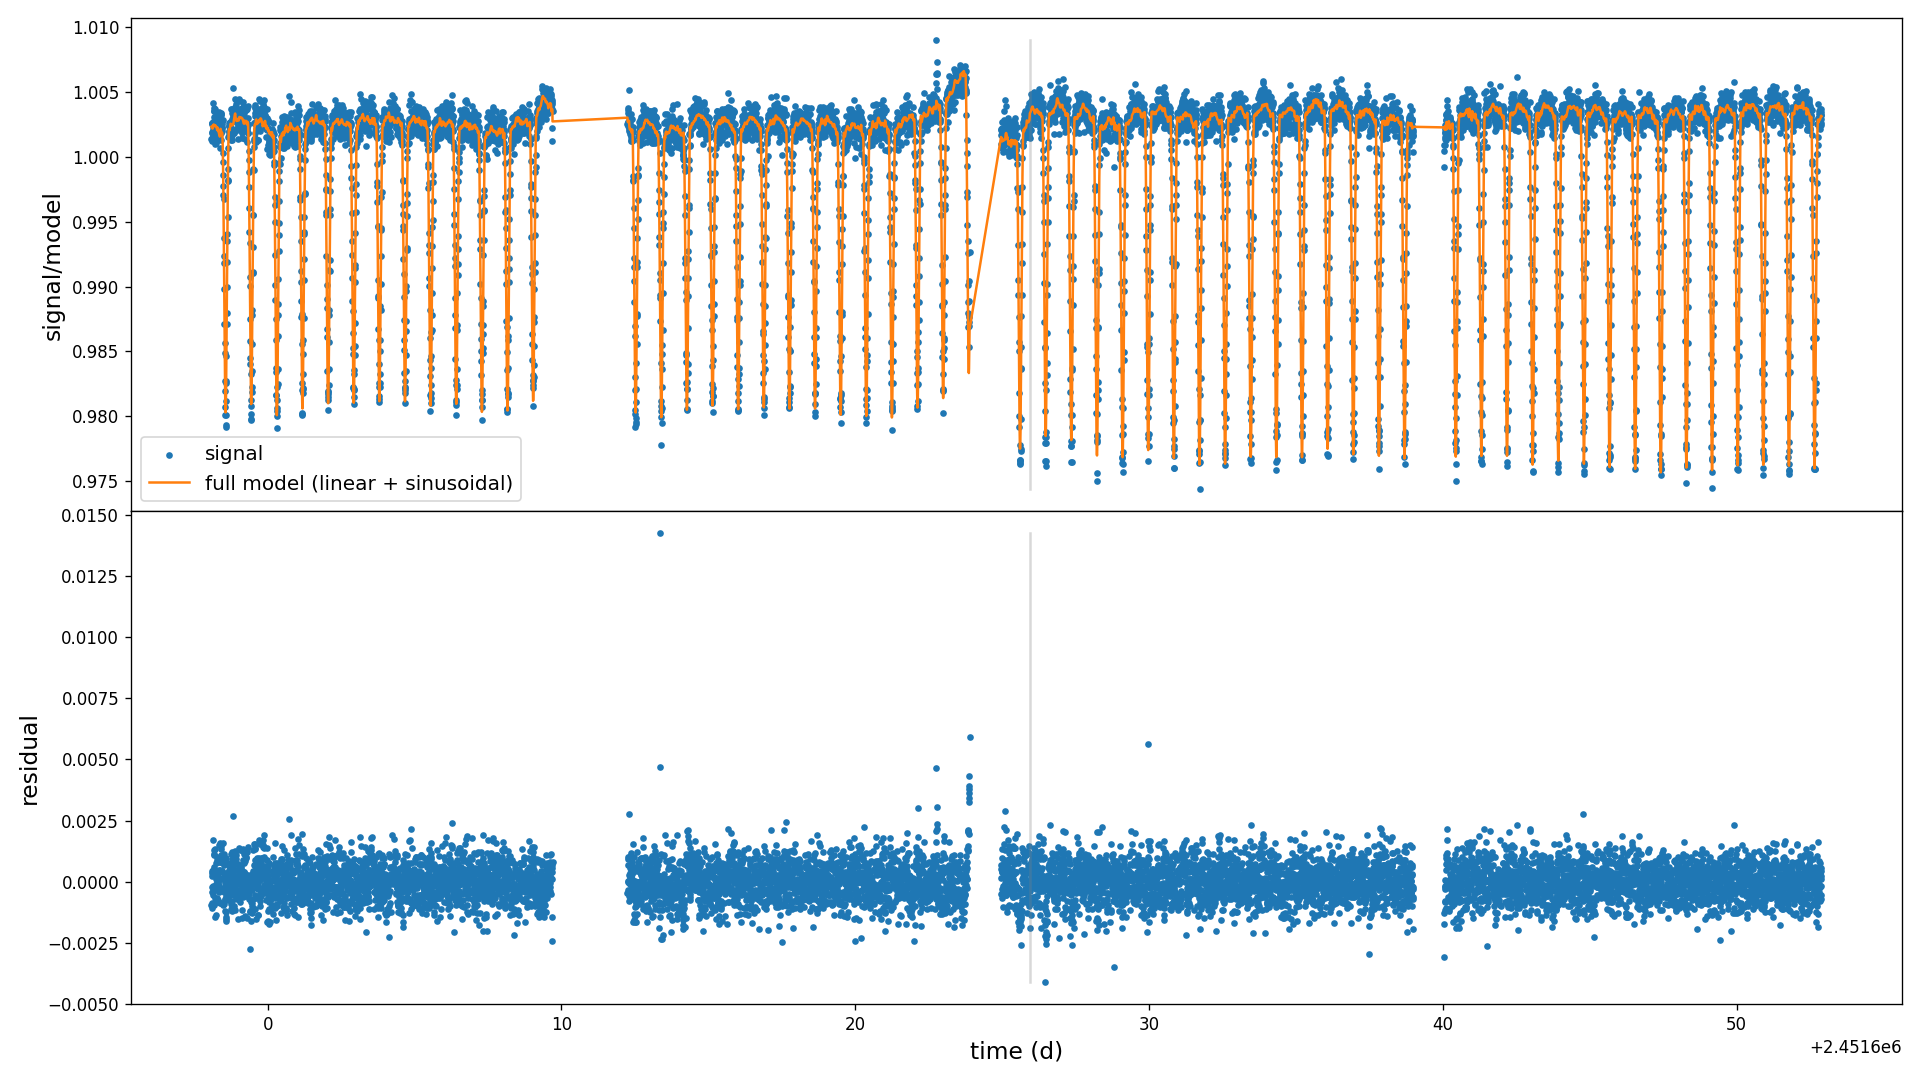 1.010
1.005
1.000
0.995
0.990
0.985
0.980
0.975
signal/model
signal
full model (linear + sinusoidal)
0.0150
0.0125
0.0100
0.0075
0.0050
0.0025
0.0000
−0.0025
−0.0050
residual
0 10 20 30 40 50
time (d)
+2.4516e6